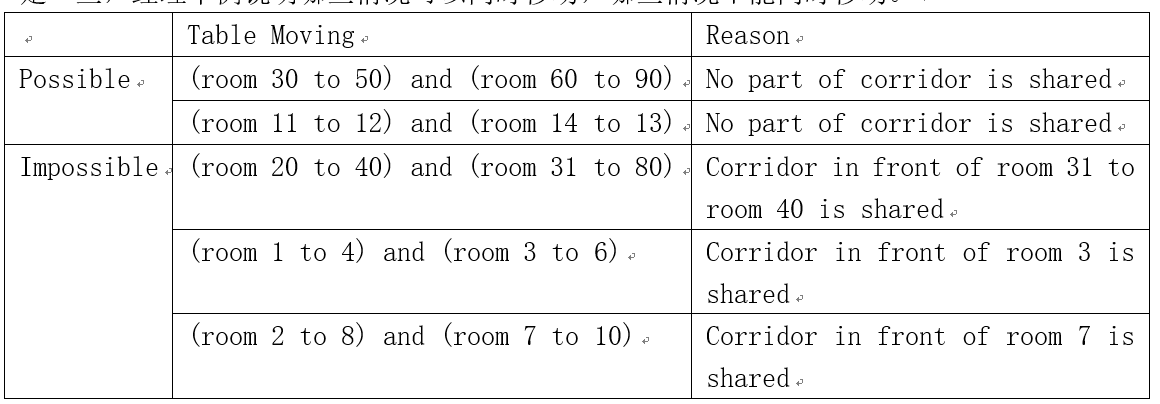 Table Moving
Reason
Possible
(room 30 to 50) and (room 60 to 90)
No part of corridor is shared
(room 11 to 12) and (room 14 to 13)
No part of corridor is shared
Impossible
(room 20 to 40) and (room 31 to 80)
Corridor in front of room 31 to
room 40 is shared
(room 1 to 4) and (room 3 to 6)
Corridor in front of room 3 is
shared
(room 2 to 8) and (room 7 to 10)
Corridor in front of room 7 is
shared